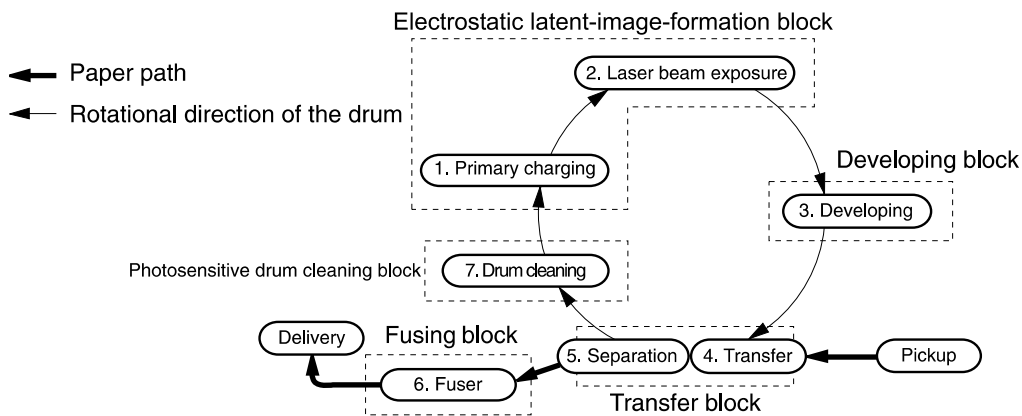 Electrostatic latent-image-formation block
Paper path
2. Laser beam exposure
Rotational direction of the drum
1. Primary charging
Developing block
3. Developing
Photosensitive drum cleaning block
7. Drum cleaning
Delivery
Fusing block
5. Separation
4. Transfer
Pickup
6. Fuser
Transfer block